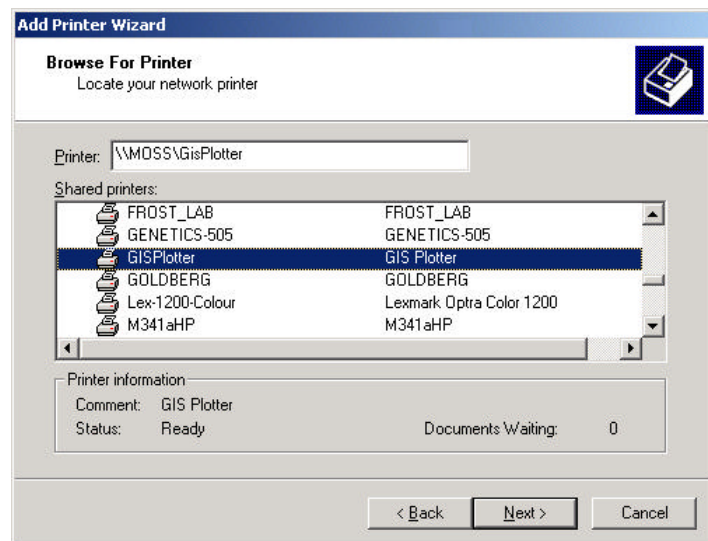 Add Printer Wizard
Browse For Printer
Locate your network printer
Printer: \\MOSS\GisPlotter
Shared printers:
FROST_LAB FROST_LAB
GENETICS-505 GENETICS-505
GISPlotter GIS Plotter
GOLDBERG GOLDBERG
Lex-1200-Colour Lexmark Optra Color 1200
M341aHP M341aHP
Printer information
Comment: GIS Plotter
Status: Ready Documents Waiting: 0
< Back Next > Cancel